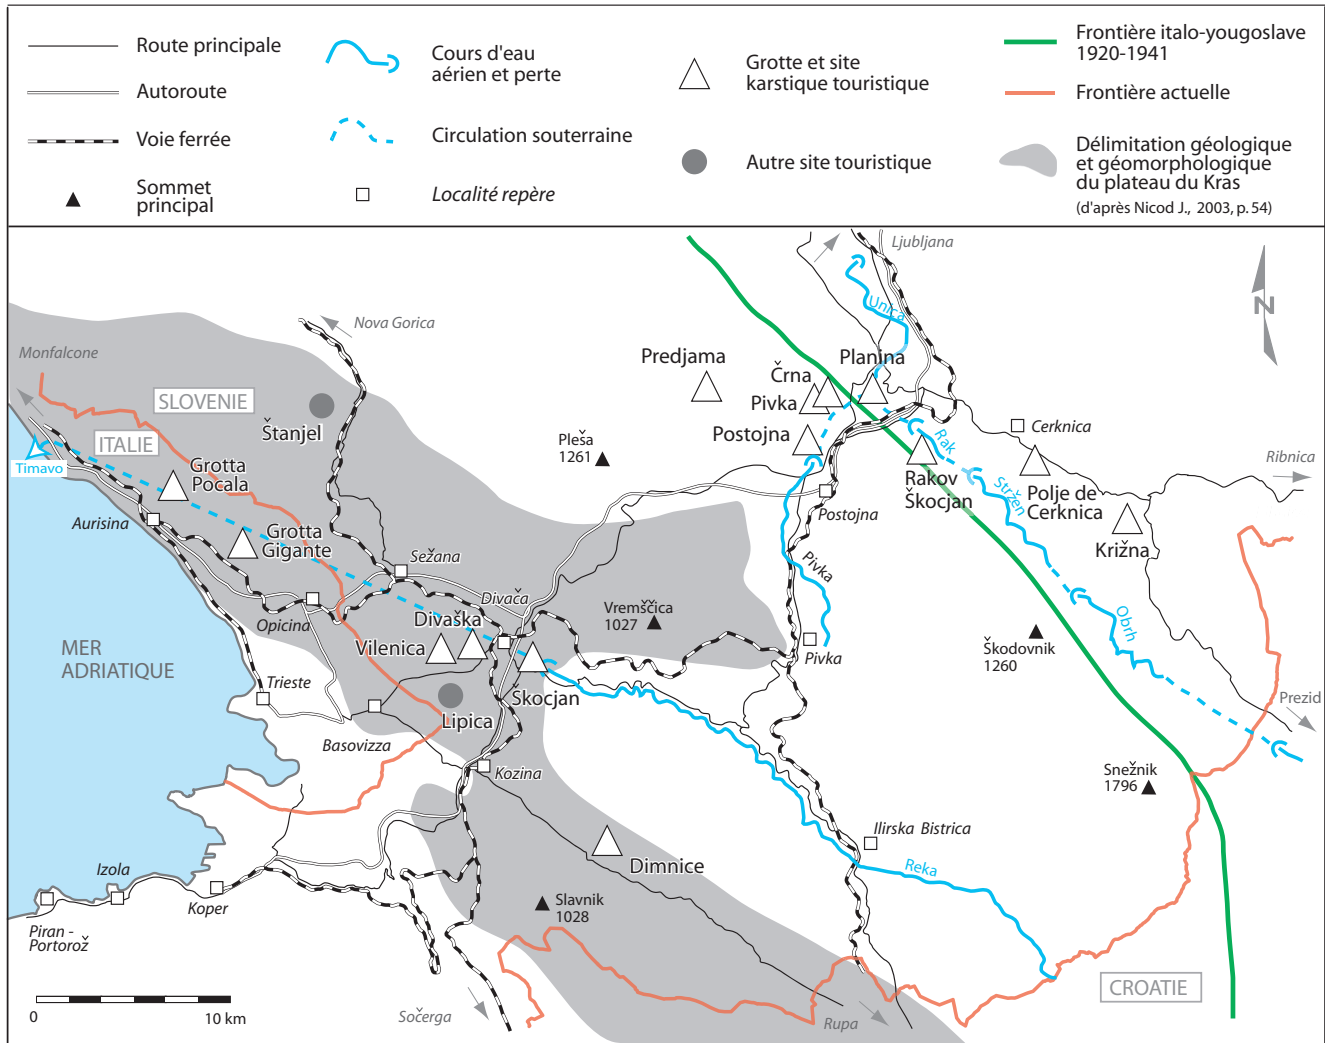 Route principale
Autoroute
Voie ferrée
Sommet
principal
Cours d'eau
aérien et perte
Circulation souterraine
Localité repère
Grotte et site
karstique touristique
Autre site touristique
Frontière italo-yougoslave
1920-1941
Frontière actuelle
Délimitation géologique
et géomorphologique
du plateau du Kras
(d'après Nicod J., 2003, p. 54)
Ljubljana
N
Unica
Nova Gorica
Monfalcone
Predjama
Planina
Črna
Pivka
SLOVENIE
Štanjel
ITALIE
Postojna
Rak
Cerknica
Pleša
1261
Timavo
Grotta
Pocala
Ribnica
Rakov
Škocjan
Stržen
Polje de
Cerknica
Aurisina
Postojna
Križna
Grotta
Gigante
Sežana
Pivka
Divača
Opicina
Divaška
Vremščica
1027
Obrh
Vilenica
MER
ADRIATIQUE
Pivka
Škodovnik
1260
Trieste
Škocjan
Lipica
Prezid
Basovizza
Kozina
Snežnik
1796
Ilirska Bistrica
Izola
Dimnice
Reka
Koper
Slavnik
1028
Piran -
Portorož
CROATIE
0
10 km
Sočerga
Rupa